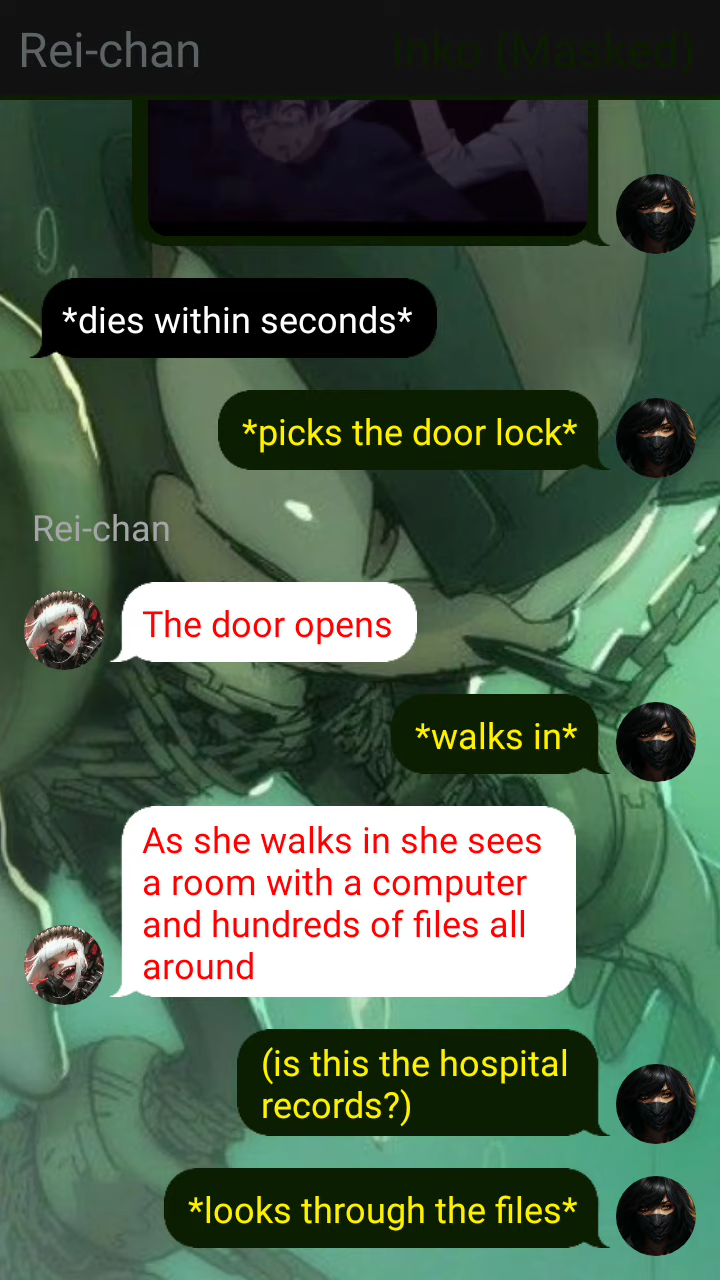 Rei-chan
Inko (Masked)
*dies within seconds*
*picks the door lock*
Rei-chan
The door opens
*walks in*
As she walks in she sees
a room with a computer
and hundreds of files all
around
(is this the hospital
records?)
*looks through the files*